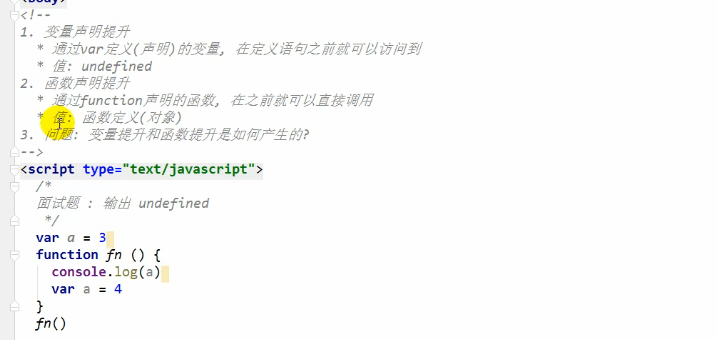 <body>
<!--
1. 变量声明提升
* 通过var定义(声明)的变量, 在定义语句之前就可以访问到
* 值: undefined
2. 函数声明提升
* 通过function声明的函数, 在之前就可以直接调用
* 值: 函数定义(对象)
3. 问题: 变量提升和函数提升是如何产生的?
-->
<script type="text/javascript">
/*
面试题 : 输出 undefined
*/
var a = 3
function fn () {
console.log(a)
var a = 4
}
fn()